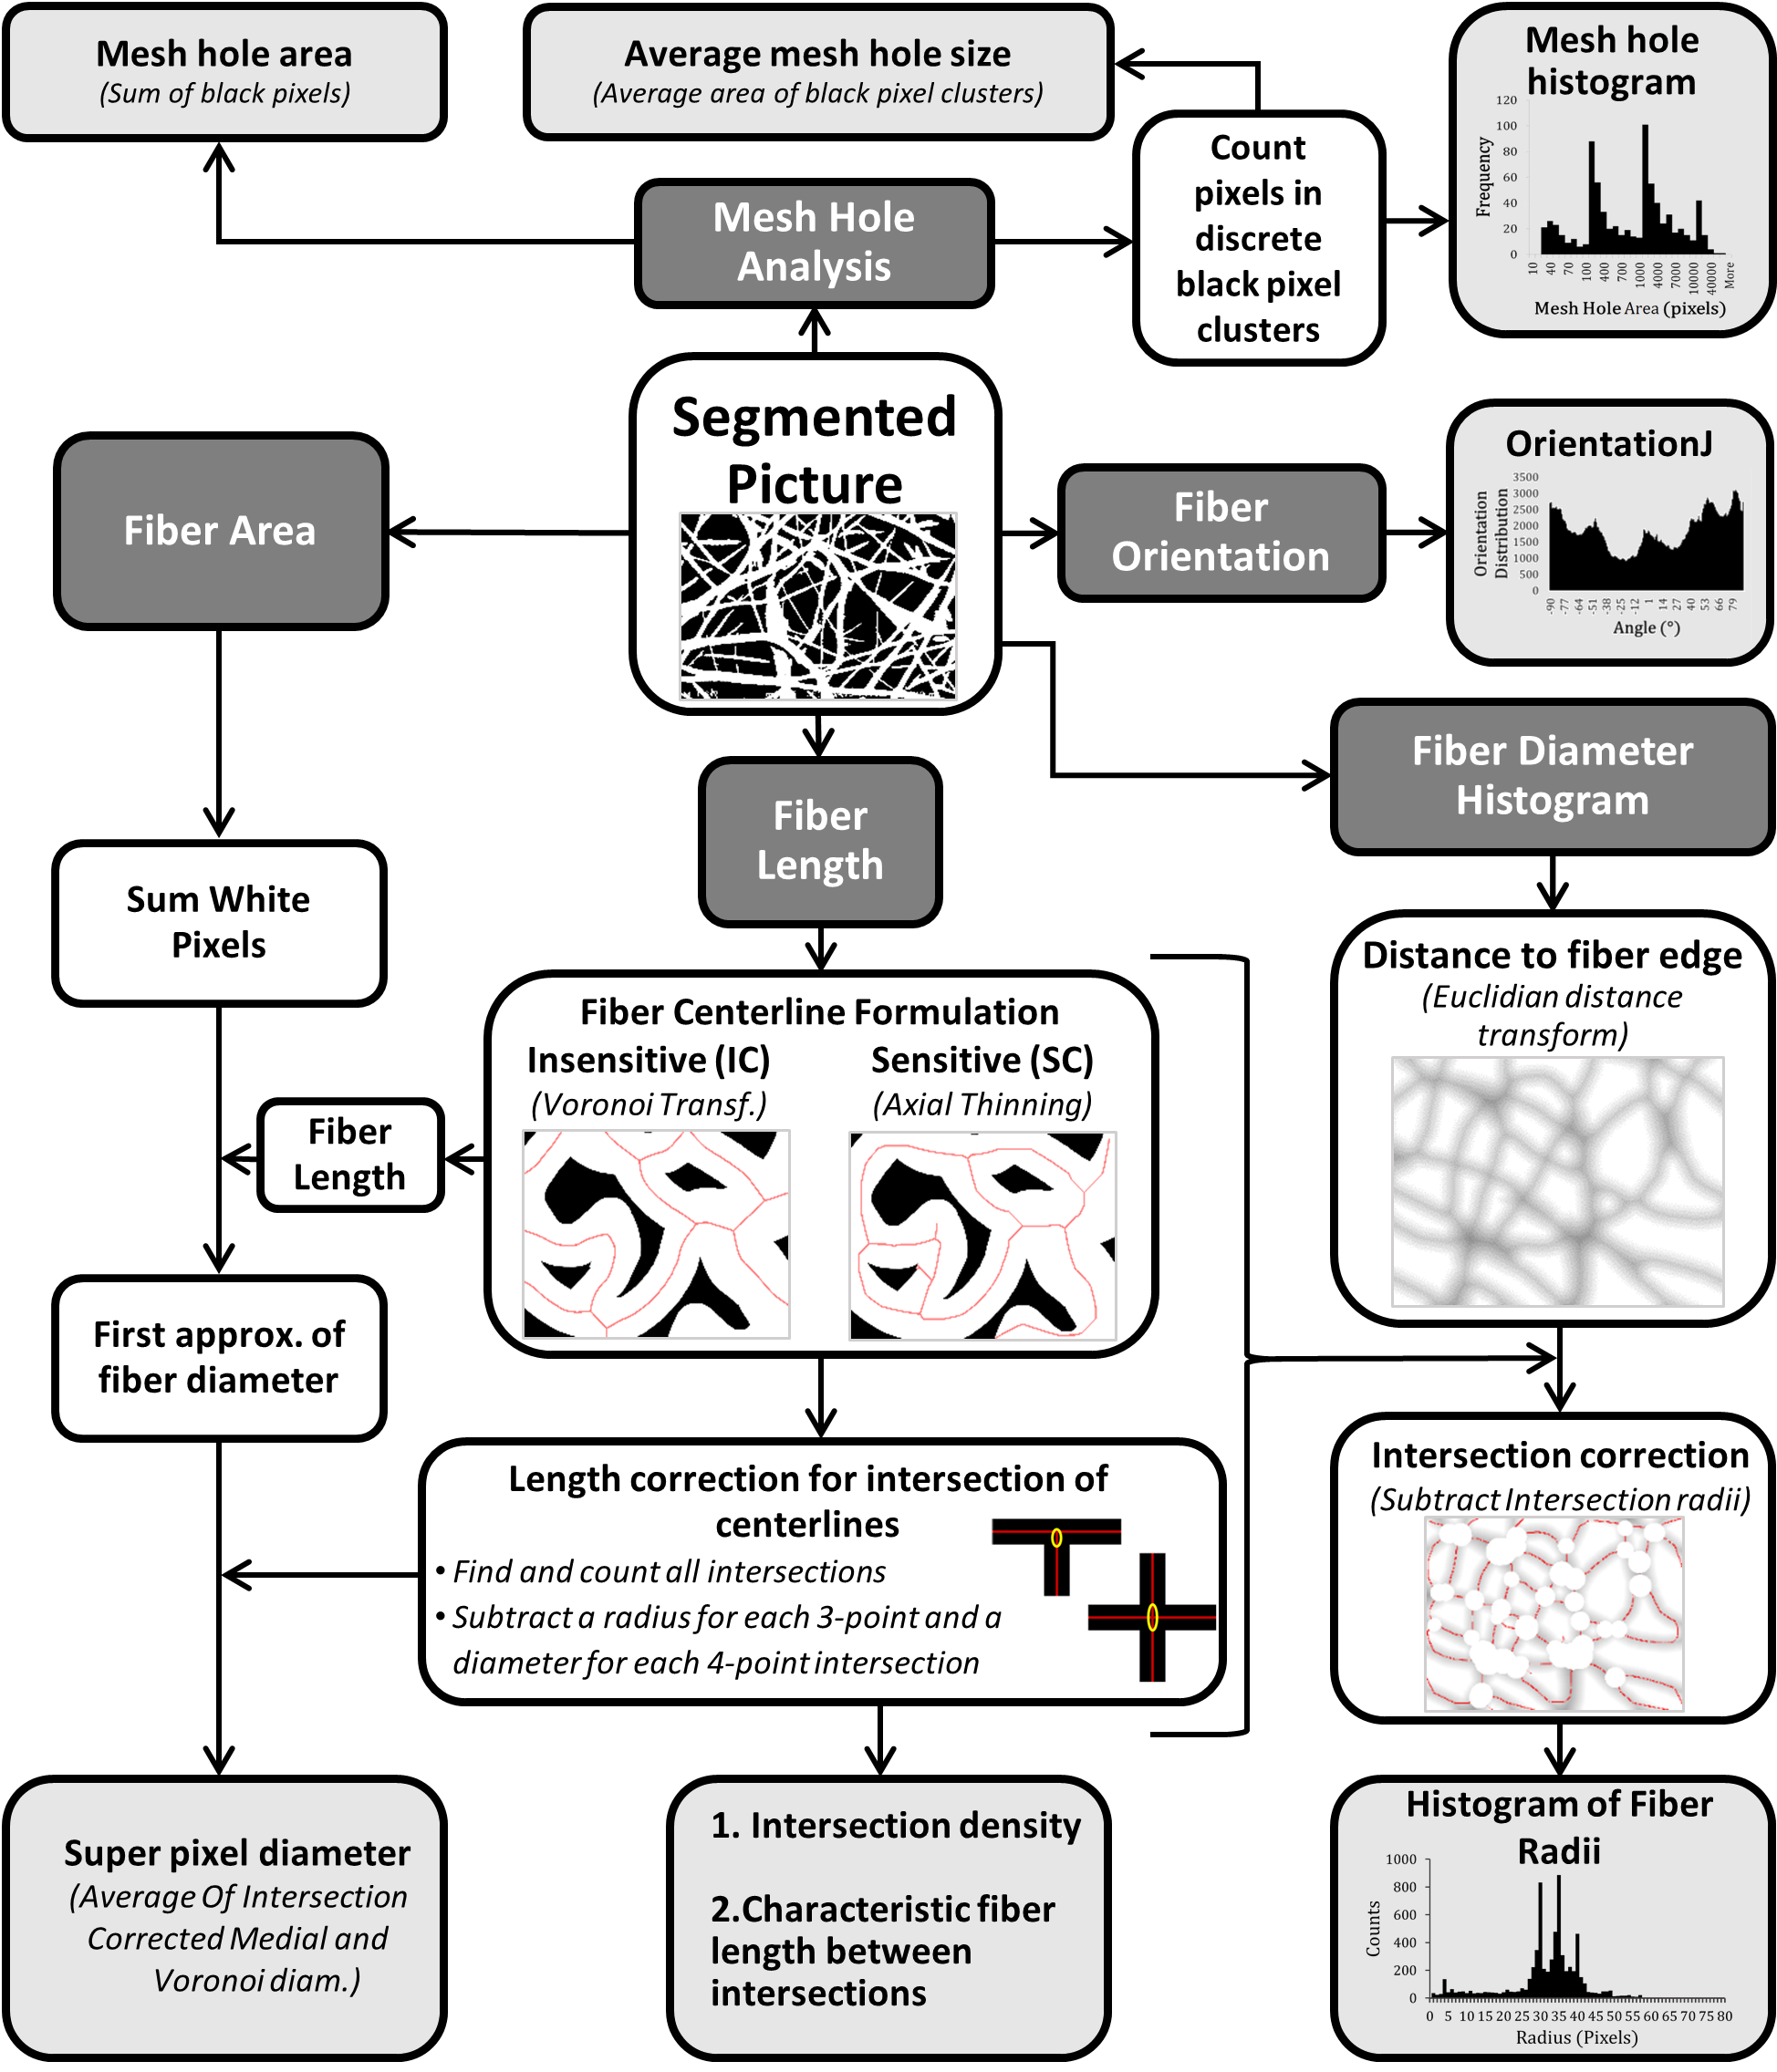 Mesh hole area
(Sum of black pixels)
Average mesh hole size
(Average area of black pixel clusters)
Mesh hole
histogram
120
100
80
60
40
20
0
Frequency
10
40
70
100
400
700
1000
4000
7000
10000
40000
More
Mesh Hole Area (pixels)
Count
pixels in
discrete
black pixel
clusters
Mesh Hole
Analysis
Segmented
Picture
Fiber Area
Fiber
Orientation
OrientationJ
3500
3000
2500
2000
1500
1000
500
0
Orientation
Distribution
-90
-77
-64
-51
-38
-25
-12
1
14
27
40
53
66
79
Angle (°)
Fiber Diameter
Histogram
Fiber
Length
Sum White
Pixels
Distance to fiber edge
(Euclidian distance
transform)
Fiber Centerline Formulation
Insensitive (IC)
(Voronoi Transf.)
Sensitive (SC)
(Axial Thinning)
Fiber
Length
First approx. of
fiber diameter
Length correction for intersection of
centerlines
• Find and count all intersections
• Subtract a radius for each 3-point and a
diameter for each 4-point intersection
Intersection correction
(Subtract Intersection radii)
Super pixel diameter
(Average Of Intersection
Corrected Medial and
Voronoi diam.)
1. Intersection density
2.Characteristic fiber
length between
intersections
Histogram of Fiber
Radii
1000
800
600
400
200
0
Counts
0 5 10 15 20 25 30 35 40 45 50 55 60 65 70 75 80
Radius (Pixels)